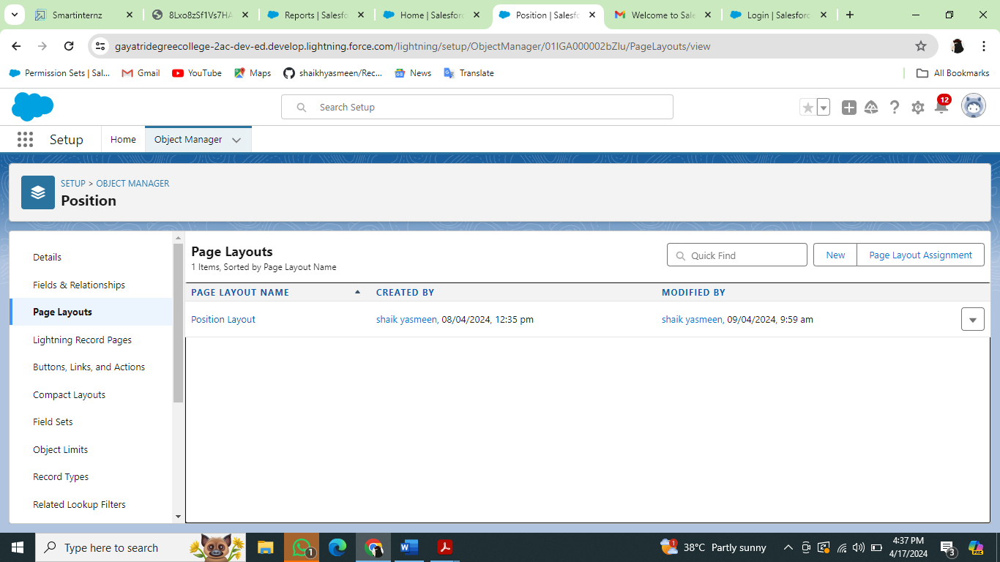 Smartinternz
8Lxo8zSf1Vs7HA
Reports | Salesfo
Home | Salesforc
Position | Salesfo
Welcome to Sale
Login | Salesforc
gayatridegreecollege-2ac-dev-ed.develop.lightning.force.com/lightning/setup/ObjectManager/01IGA000002bZlu/PageLayouts/view
Permission Sets | Sal...
Gmail
YouTube
Maps
shaikhyasmeen/Rec...
News
Translate
All Bookmarks
Search Setup
12
Setup
Home
Object Manager
SETUP > OBJECT MANAGER
Position
Details
Fields & Relationships
Page Layouts
Lightning Record Pages
Buttons, Links, and Actions
Compact Layouts
Field Sets
Object Limits
Record Types
Related Lookup Filters
Page Layouts
1 Items, Sorted by Page Layout Name
Quick Find
New
Page Layout Assignment
PAGE LAYOUT NAME
CREATED BY
MODIFIED BY
Position Layout
shaik yasmeen, 08/04/2024, 12:35 pm
shaik yasmeen, 09/04/2024, 9:59 am
Type here to search
1
1
38°C Partly sunny
4:37 PM
4/17/2024
3
PRE